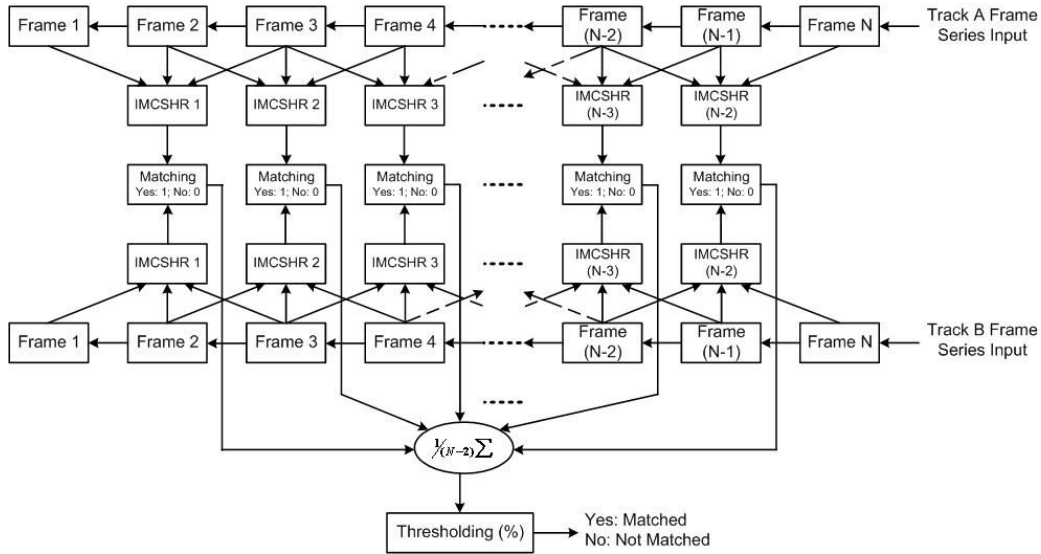 Frame 1 Frame 2 Frame 3 Frame 4 Frame (N-2) Frame (N-1) Frame N Track A Frame Series Input
IMCSHR 1 IMCSHR 2 IMCSHR 3 IMCSHR (N-3) IMCSHR (N-2)
Matching Matching Matching Matching Matching
Yes: 1; No: 0 Yes: 1; No: 0 Yes: 1; No: 0 Yes: 1; No: 0 Yes: 1; No: 0
IMCSHR 1 IMCSHR 2 IMCSHR 3 IMCSHR (N-3) IMCSHR (N-2)
Frame 1 Frame 2 Frame 3 Frame 4 Frame (N-2) Frame (N-1) Frame N Track B Frame Series Input
1/(N-2) ∑
Thresholding (%)
Yes: Matched
No: Not Matched